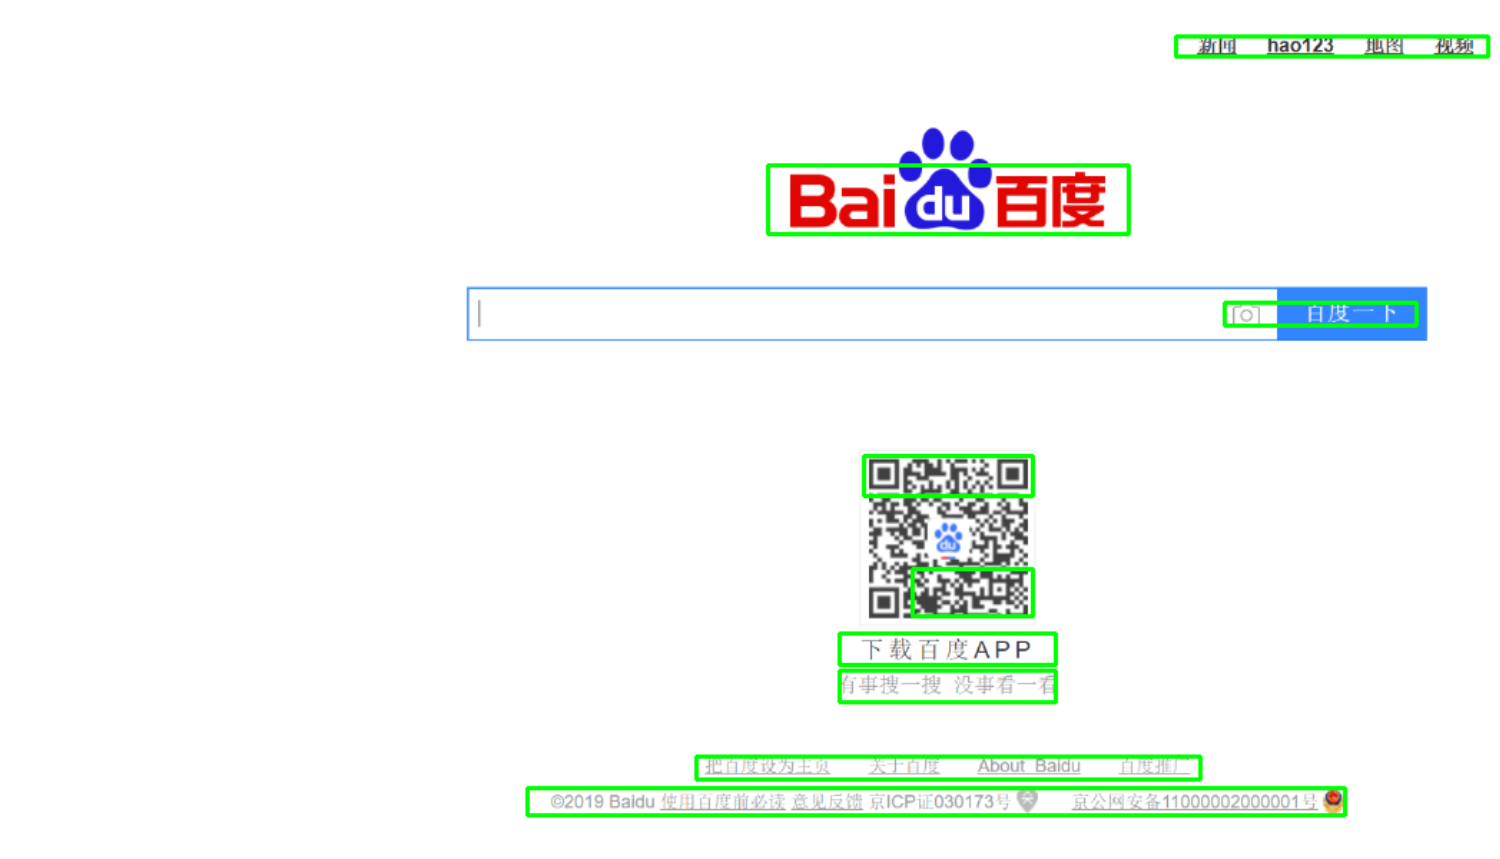 新闻 hao123 地图 视频
Bai du 百度
百度一下
du
下载百度APP
有事搜一搜 没事看一看
把百度设为主页 关于百度 About Baidu 百度推广
©2019 Baidu 使用百度前必读 意见反馈 京ICP证030173号 京公网安备11000002000001号